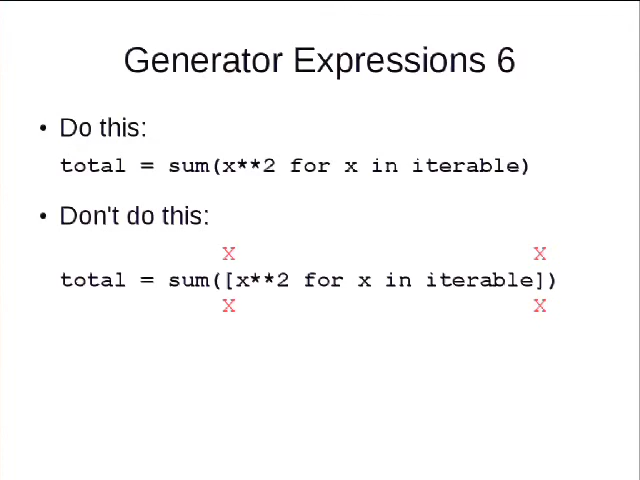 Generator Expressions 6
• Do this:
total = sum(x**2 for x in iterable)
• Don't do this:
X X
total = sum([x**2 for x in iterable])
X X